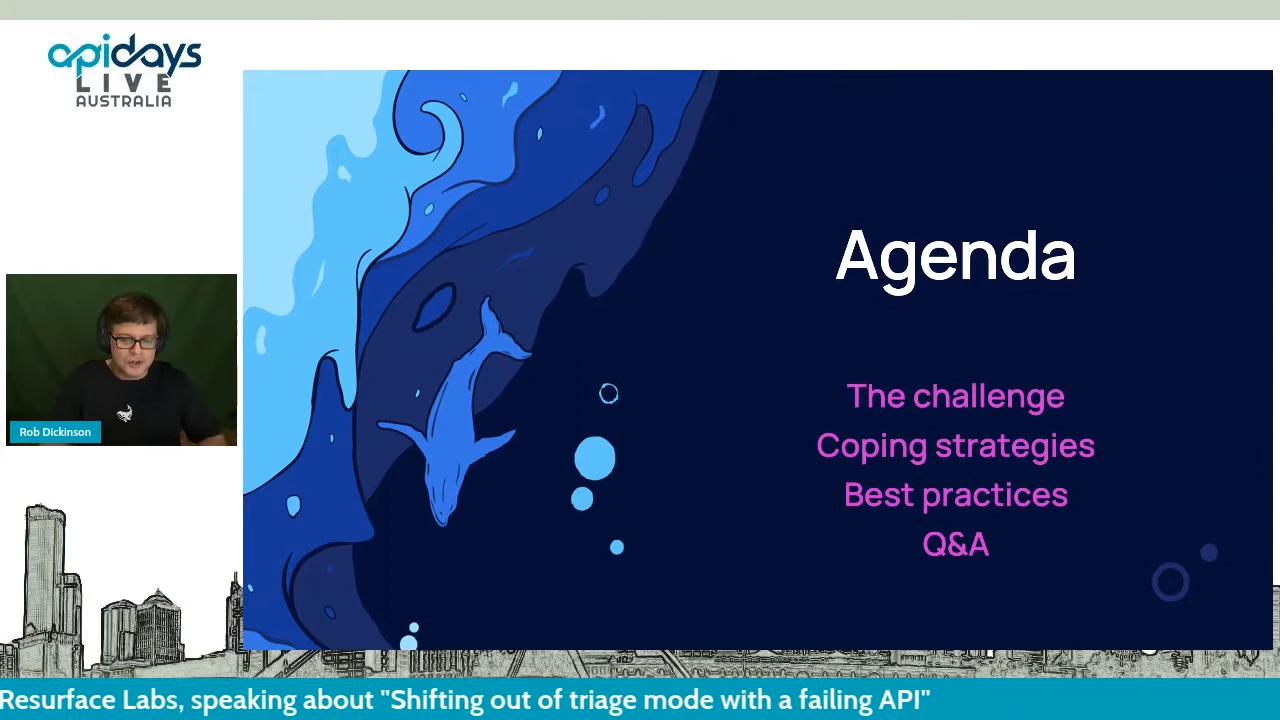 apidays
LIVE
AUSTRALIA
Agenda
The challenge
Coping strategies
Best practices
Q&A
Rob Dickinson
Resurface Labs, speaking about "Shifting out of triage mode with a failing API"